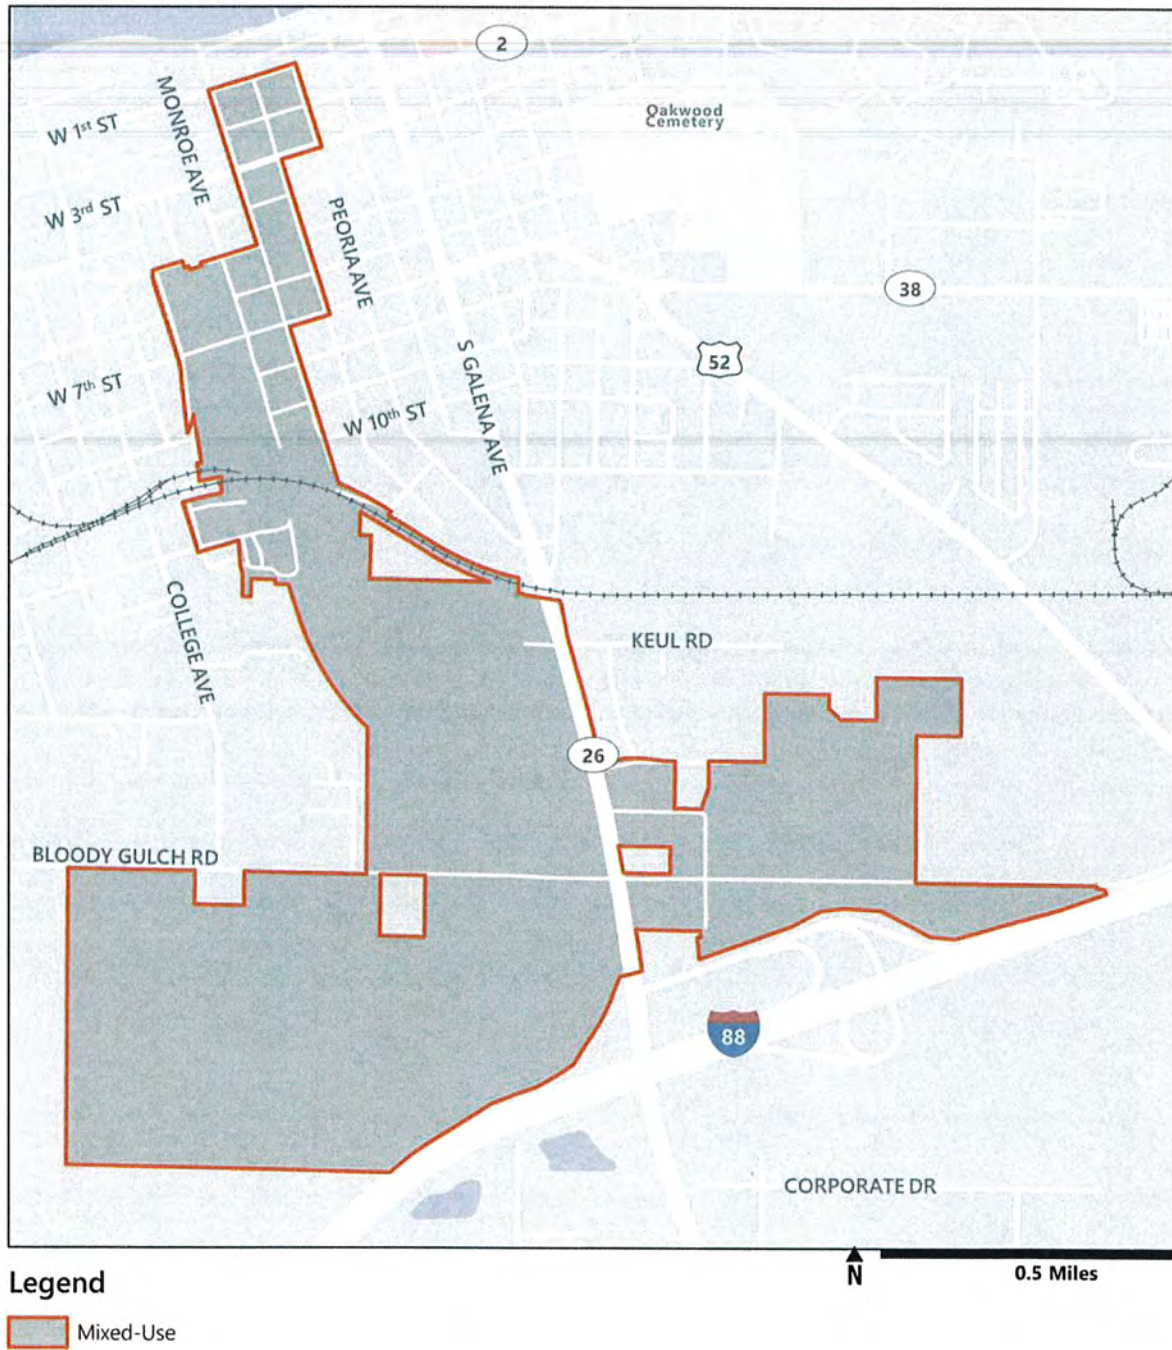 2
MONROE AVE
Oakwood
Cemetery
W 1st ST
W 3rd ST
PEORIA AVE
38
S GALENA AVE
52
W 7th ST
W 10th ST
COLLEGE AVE
KEUL RD
26
BLOODY GULCH RD
88
CORPORATE DR
N
0.5 Miles
Legend
Mixed-Use